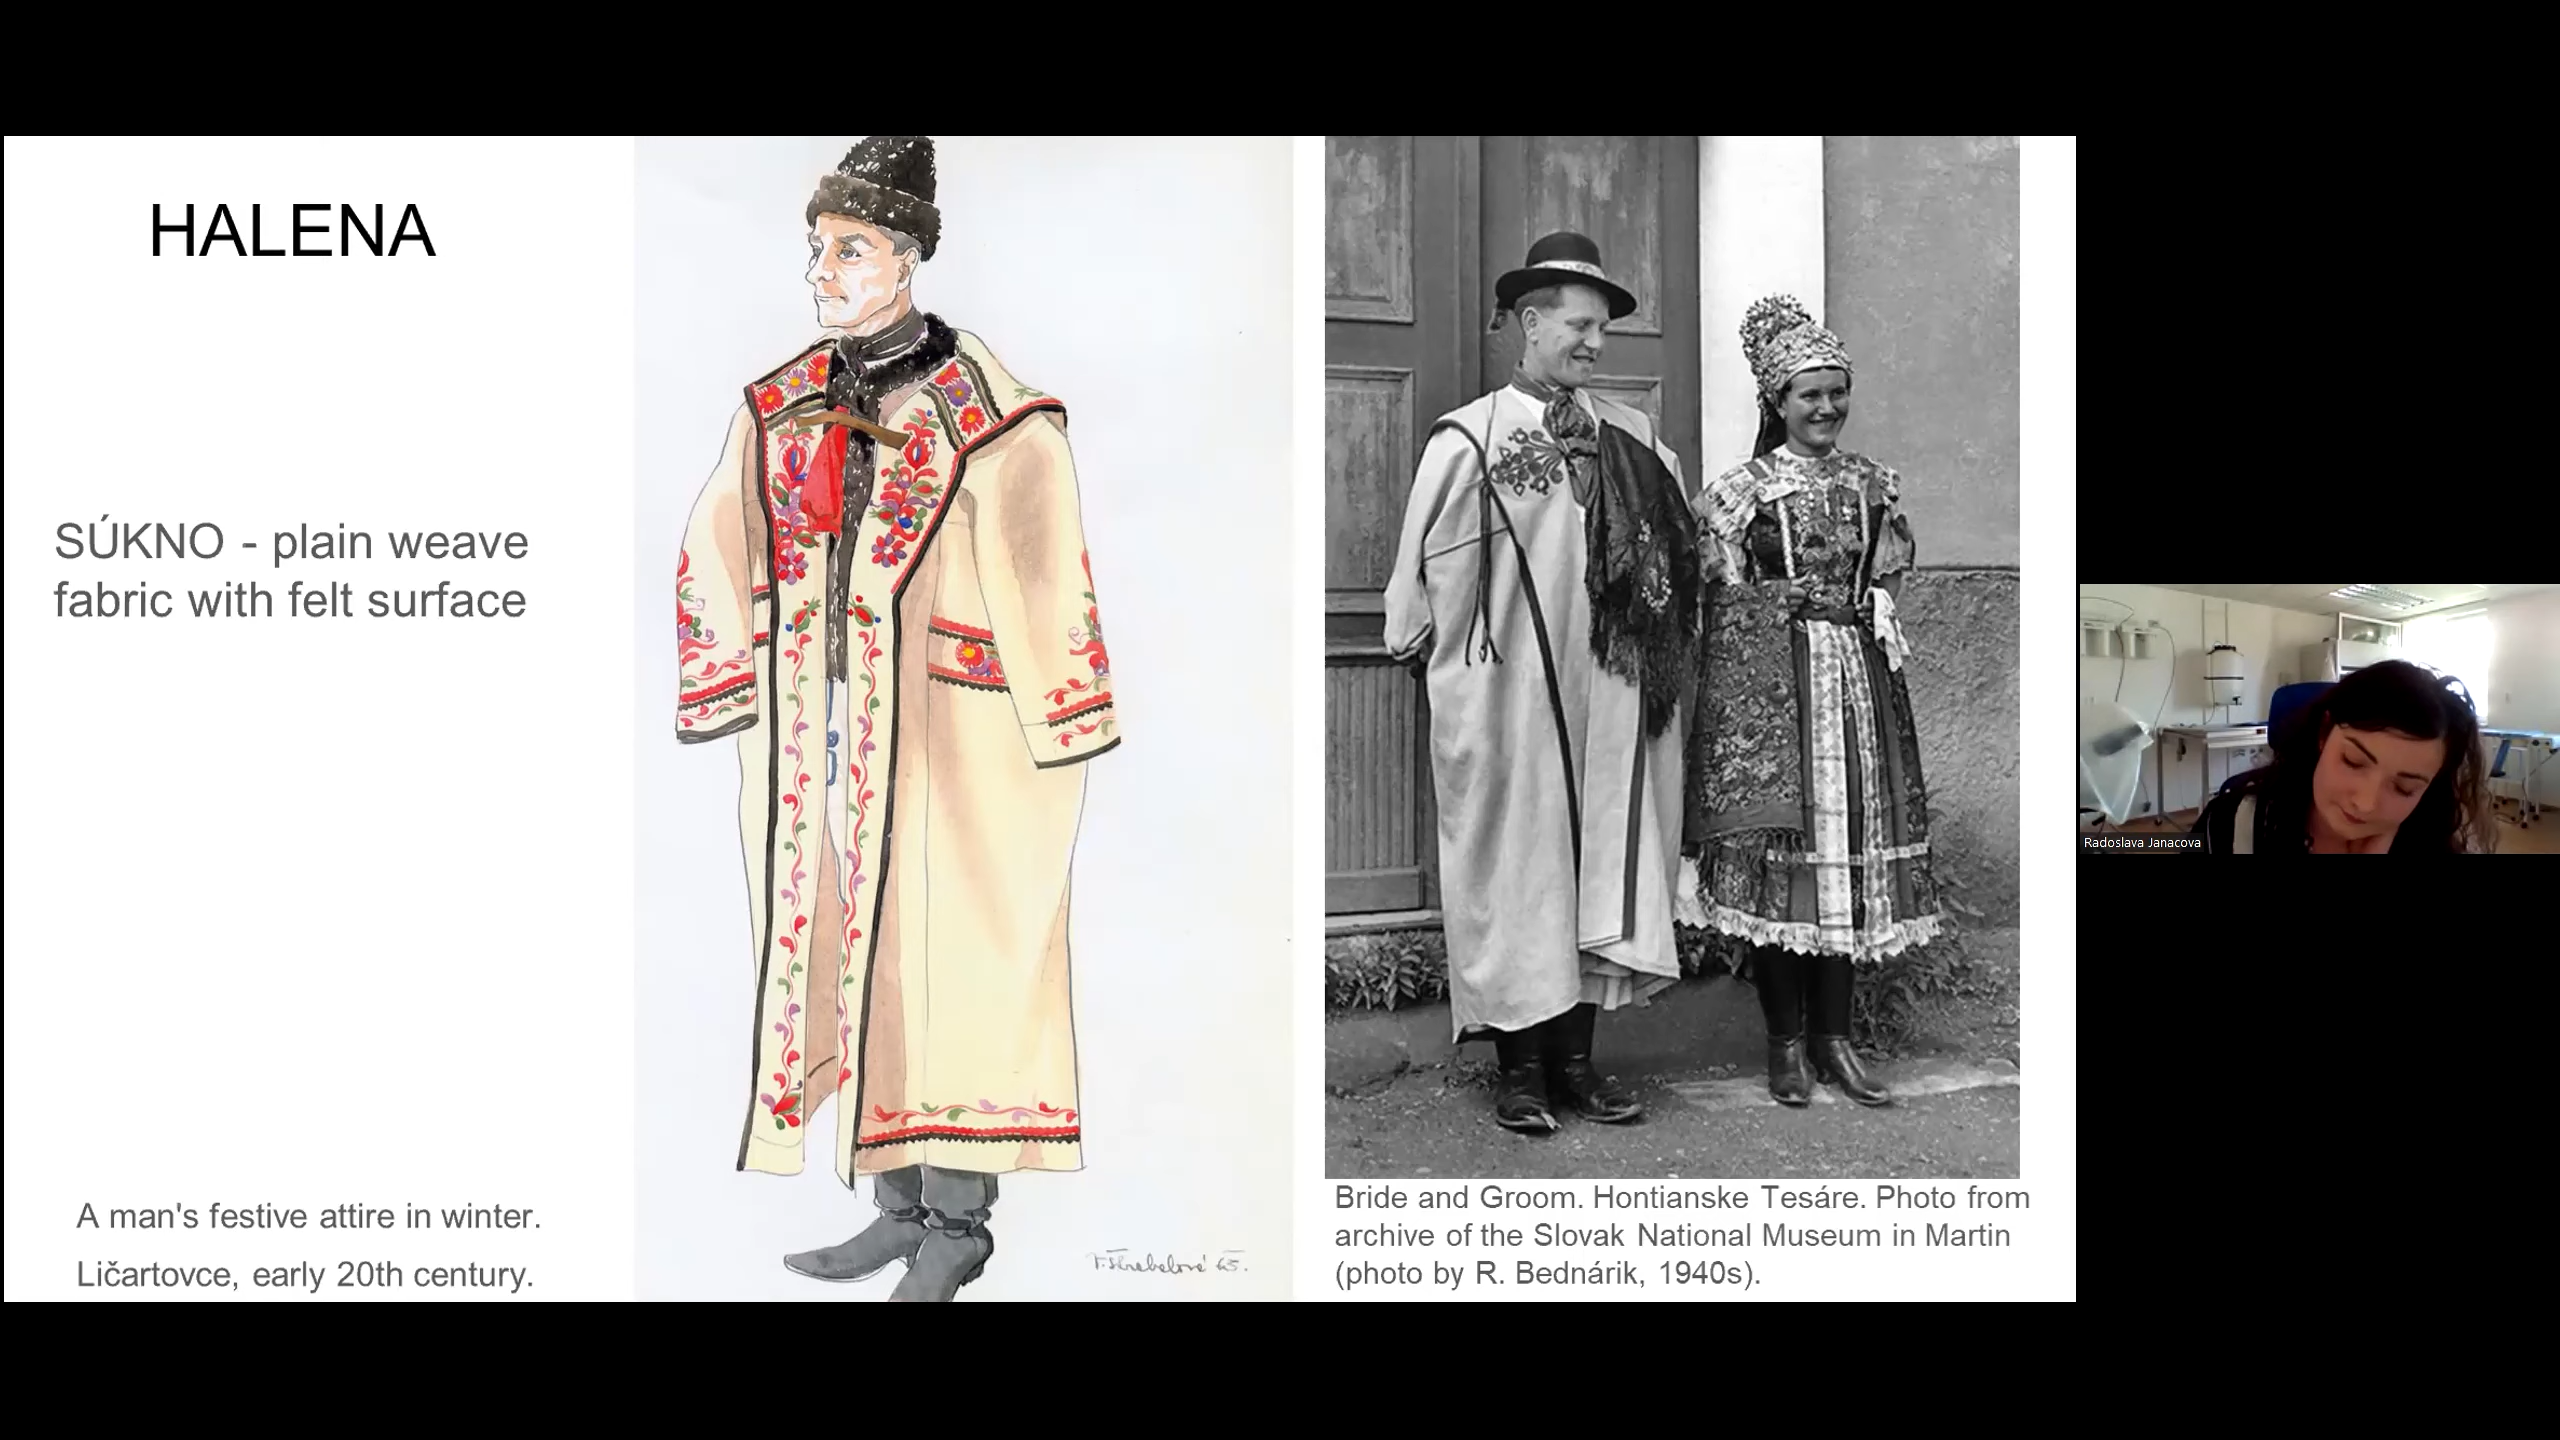 HALENA
SÚKNO - plain weave
fabric with felt surface
A man's festive attire in winter.
Ličartovce, early 20th century.
Bride and Groom. Hontianske Tesáre. Photo from
archive of the Slovak National Museum in Martin
(photo by R. Bednárik, 1940s).
Radoslava Janacova